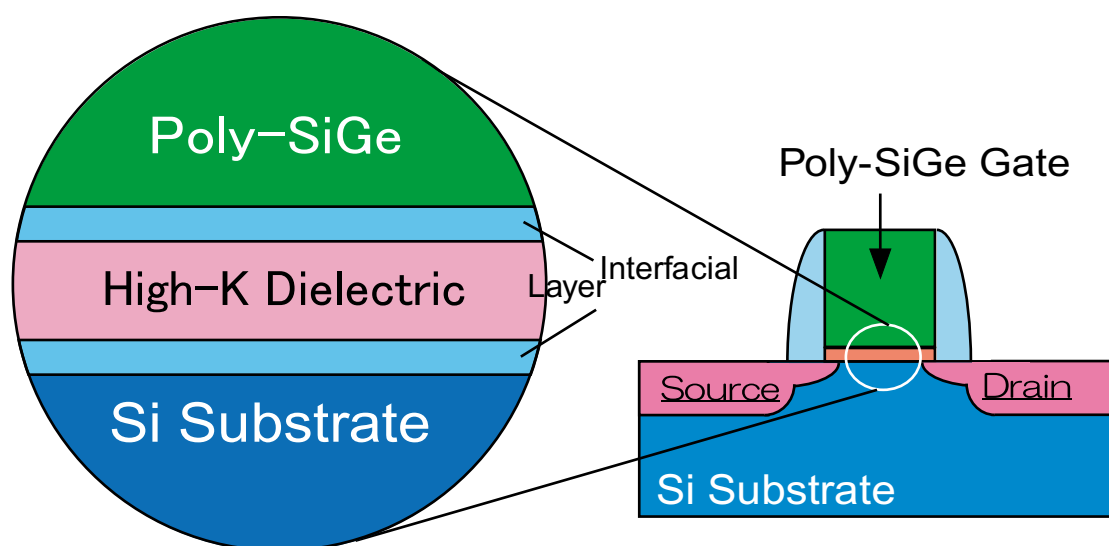 Poly-SiGe
High-K Dielectric
Si Substrate
Interfacial
Layer
Poly-SiGe Gate
Source
Drain
Si Substrate